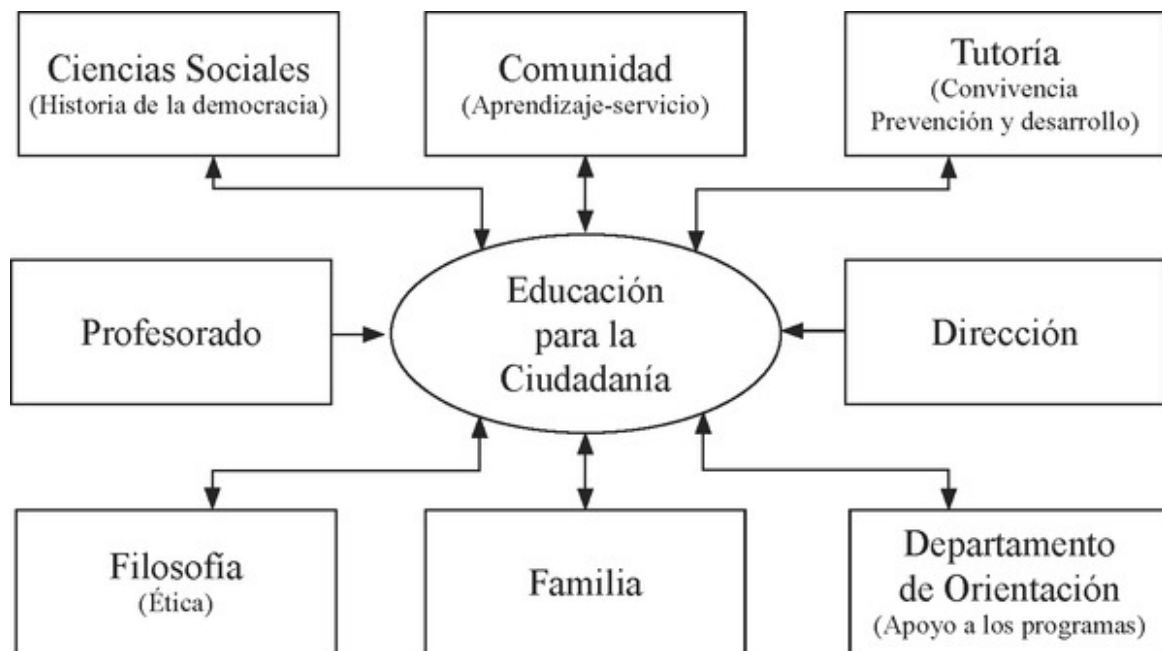 Ciencias Sociales
(Historia de la democracia)
Comunidad
(Aprendizaje-servicio)
Tutoría
(Convivencia
Prevención y desarrollo)
Profesorado
Educación
para la
Ciudadanía
Dirección
Filosofía
(Ética)
Familia
Departamento
de Orientación
(Apoyo a los programas)